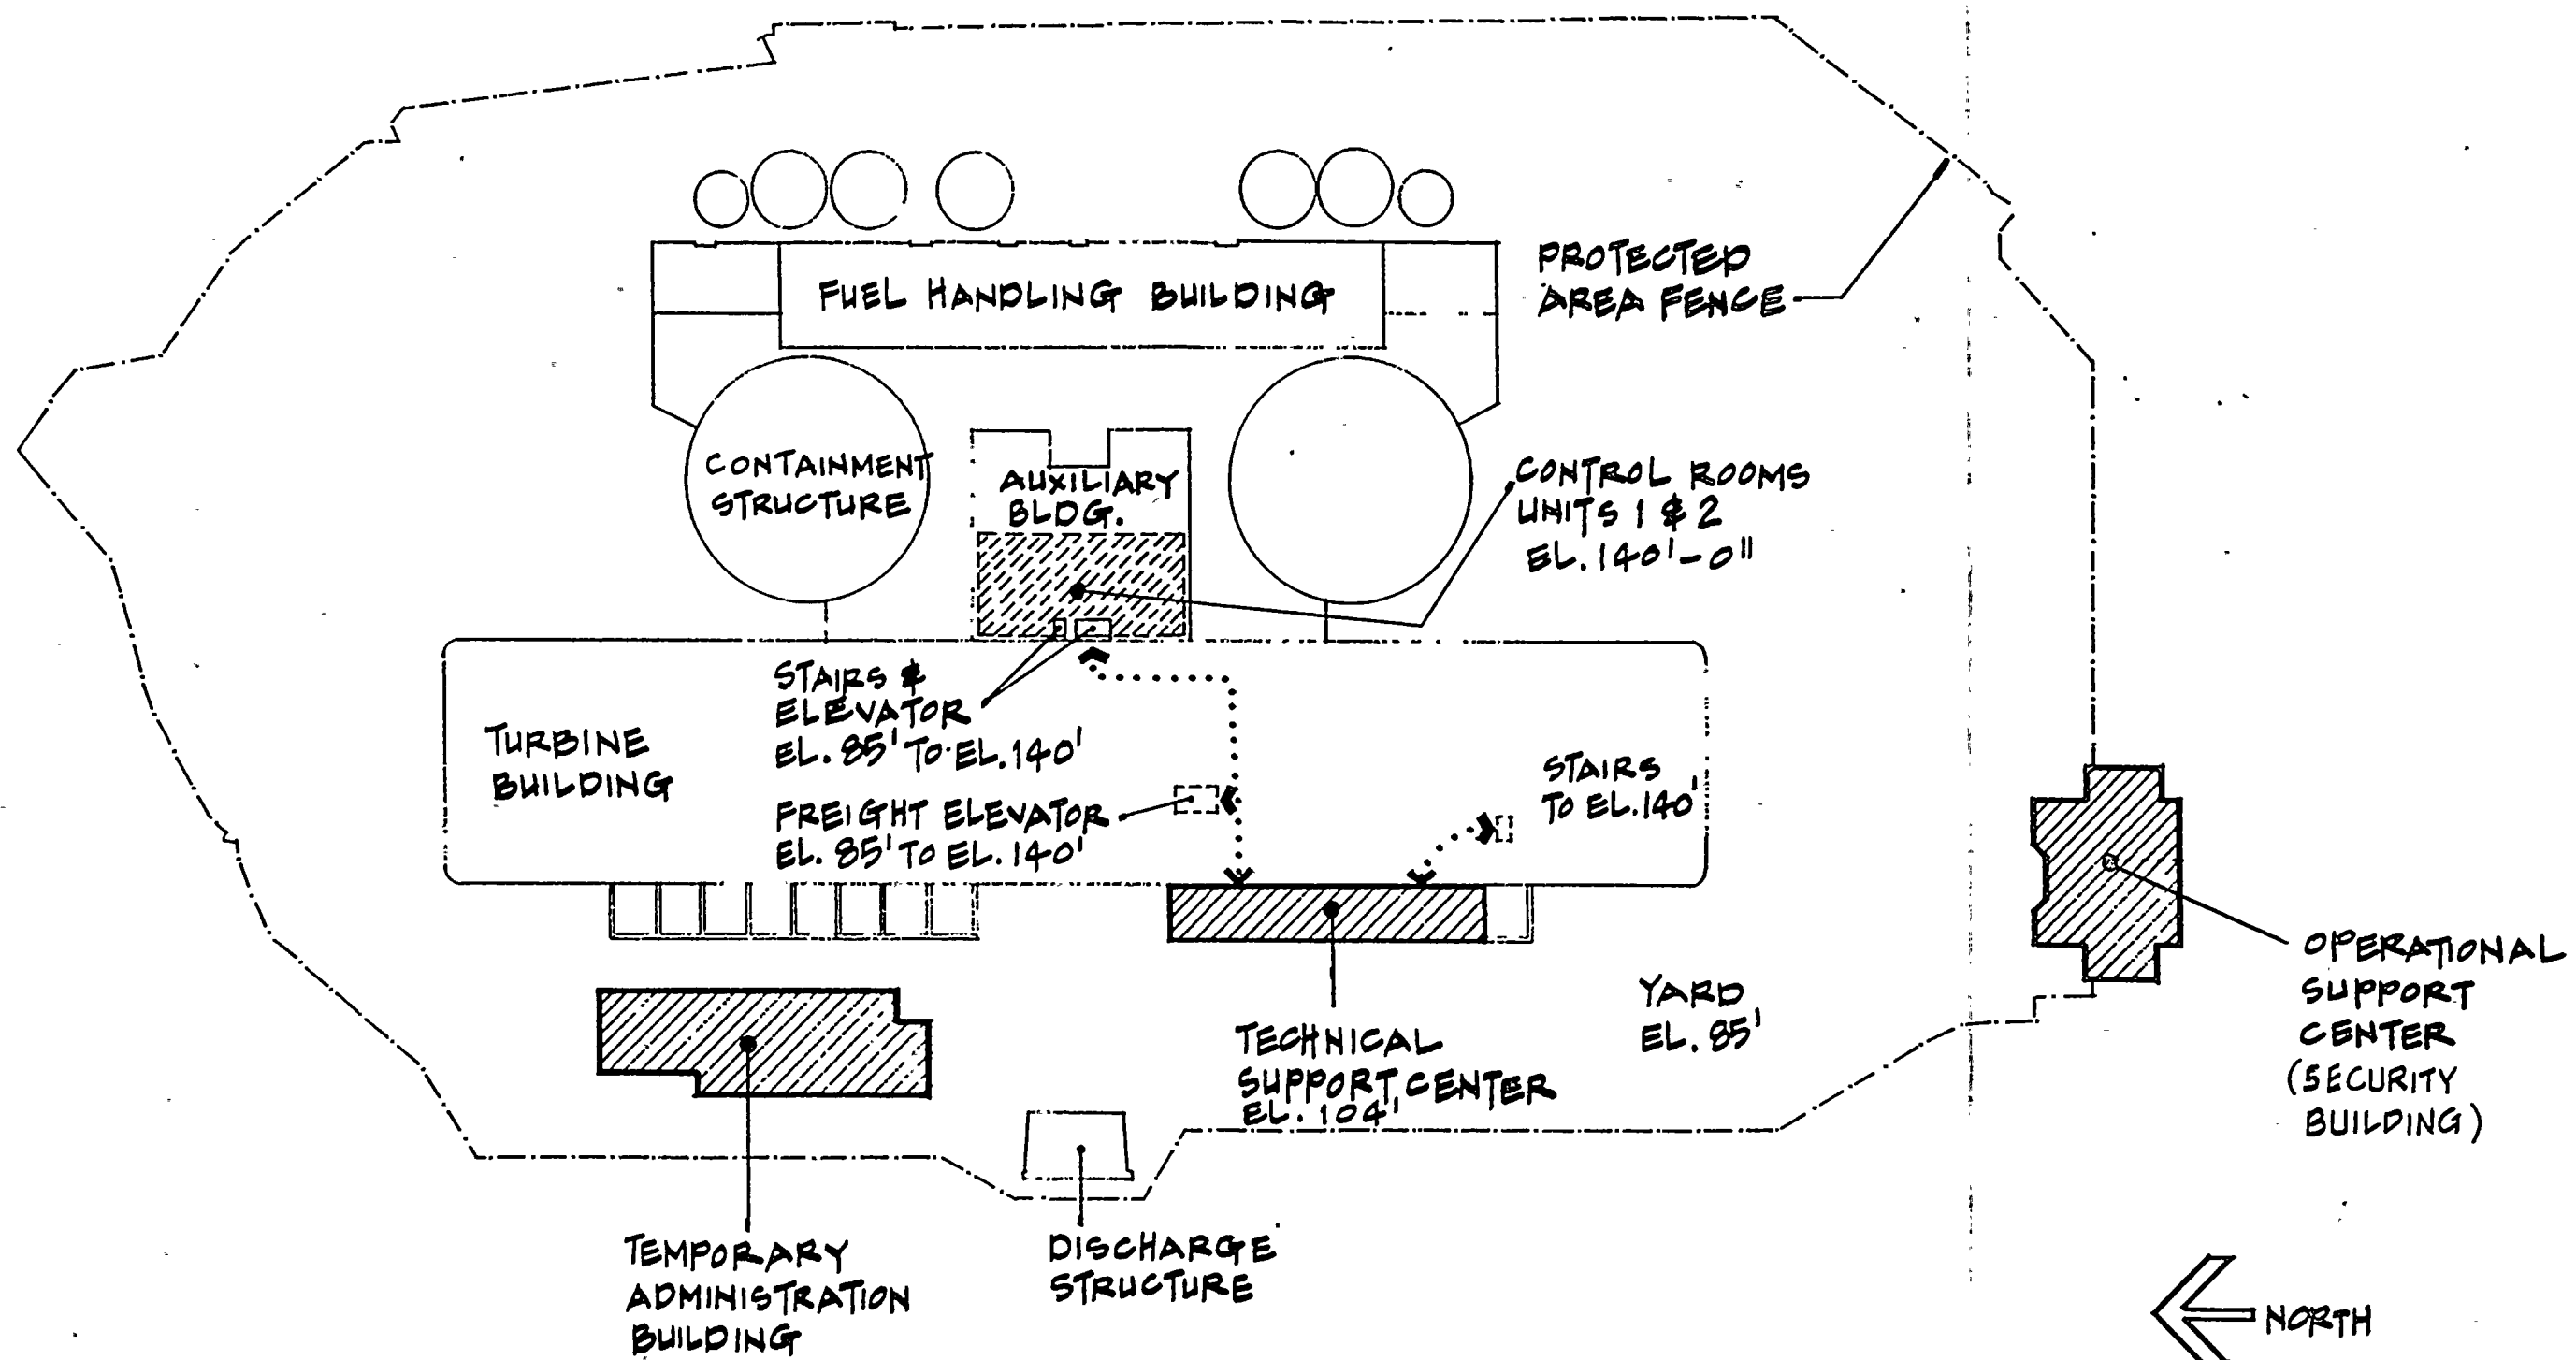 PROTECTED
AREA FENCE
FUEL HANDLING BUILDING
CONTAINMENT
STRUCTURE
AUXILIARY
BLDG.
CONTROL ROOMS
UNITS 1 & 2
EL. 140'-0"
STAIRS &
ELEVATOR
EL. 85' TO EL. 140'
TURBINE
BUILDING
FREIGHT ELEVATOR
EL. 85' TO EL. 140'
STAIRS
TO EL. 140'
OPERATIONAL
SUPPORT
CENTER
(SECURITY
BUILDING)
YARD
EL. 85'
TECHNICAL
SUPPORT CENTER
EL. 104'
TEMPORARY
ADMINISTRATION
BUILDING
DISCHARGE
STRUCTURE
NORTH